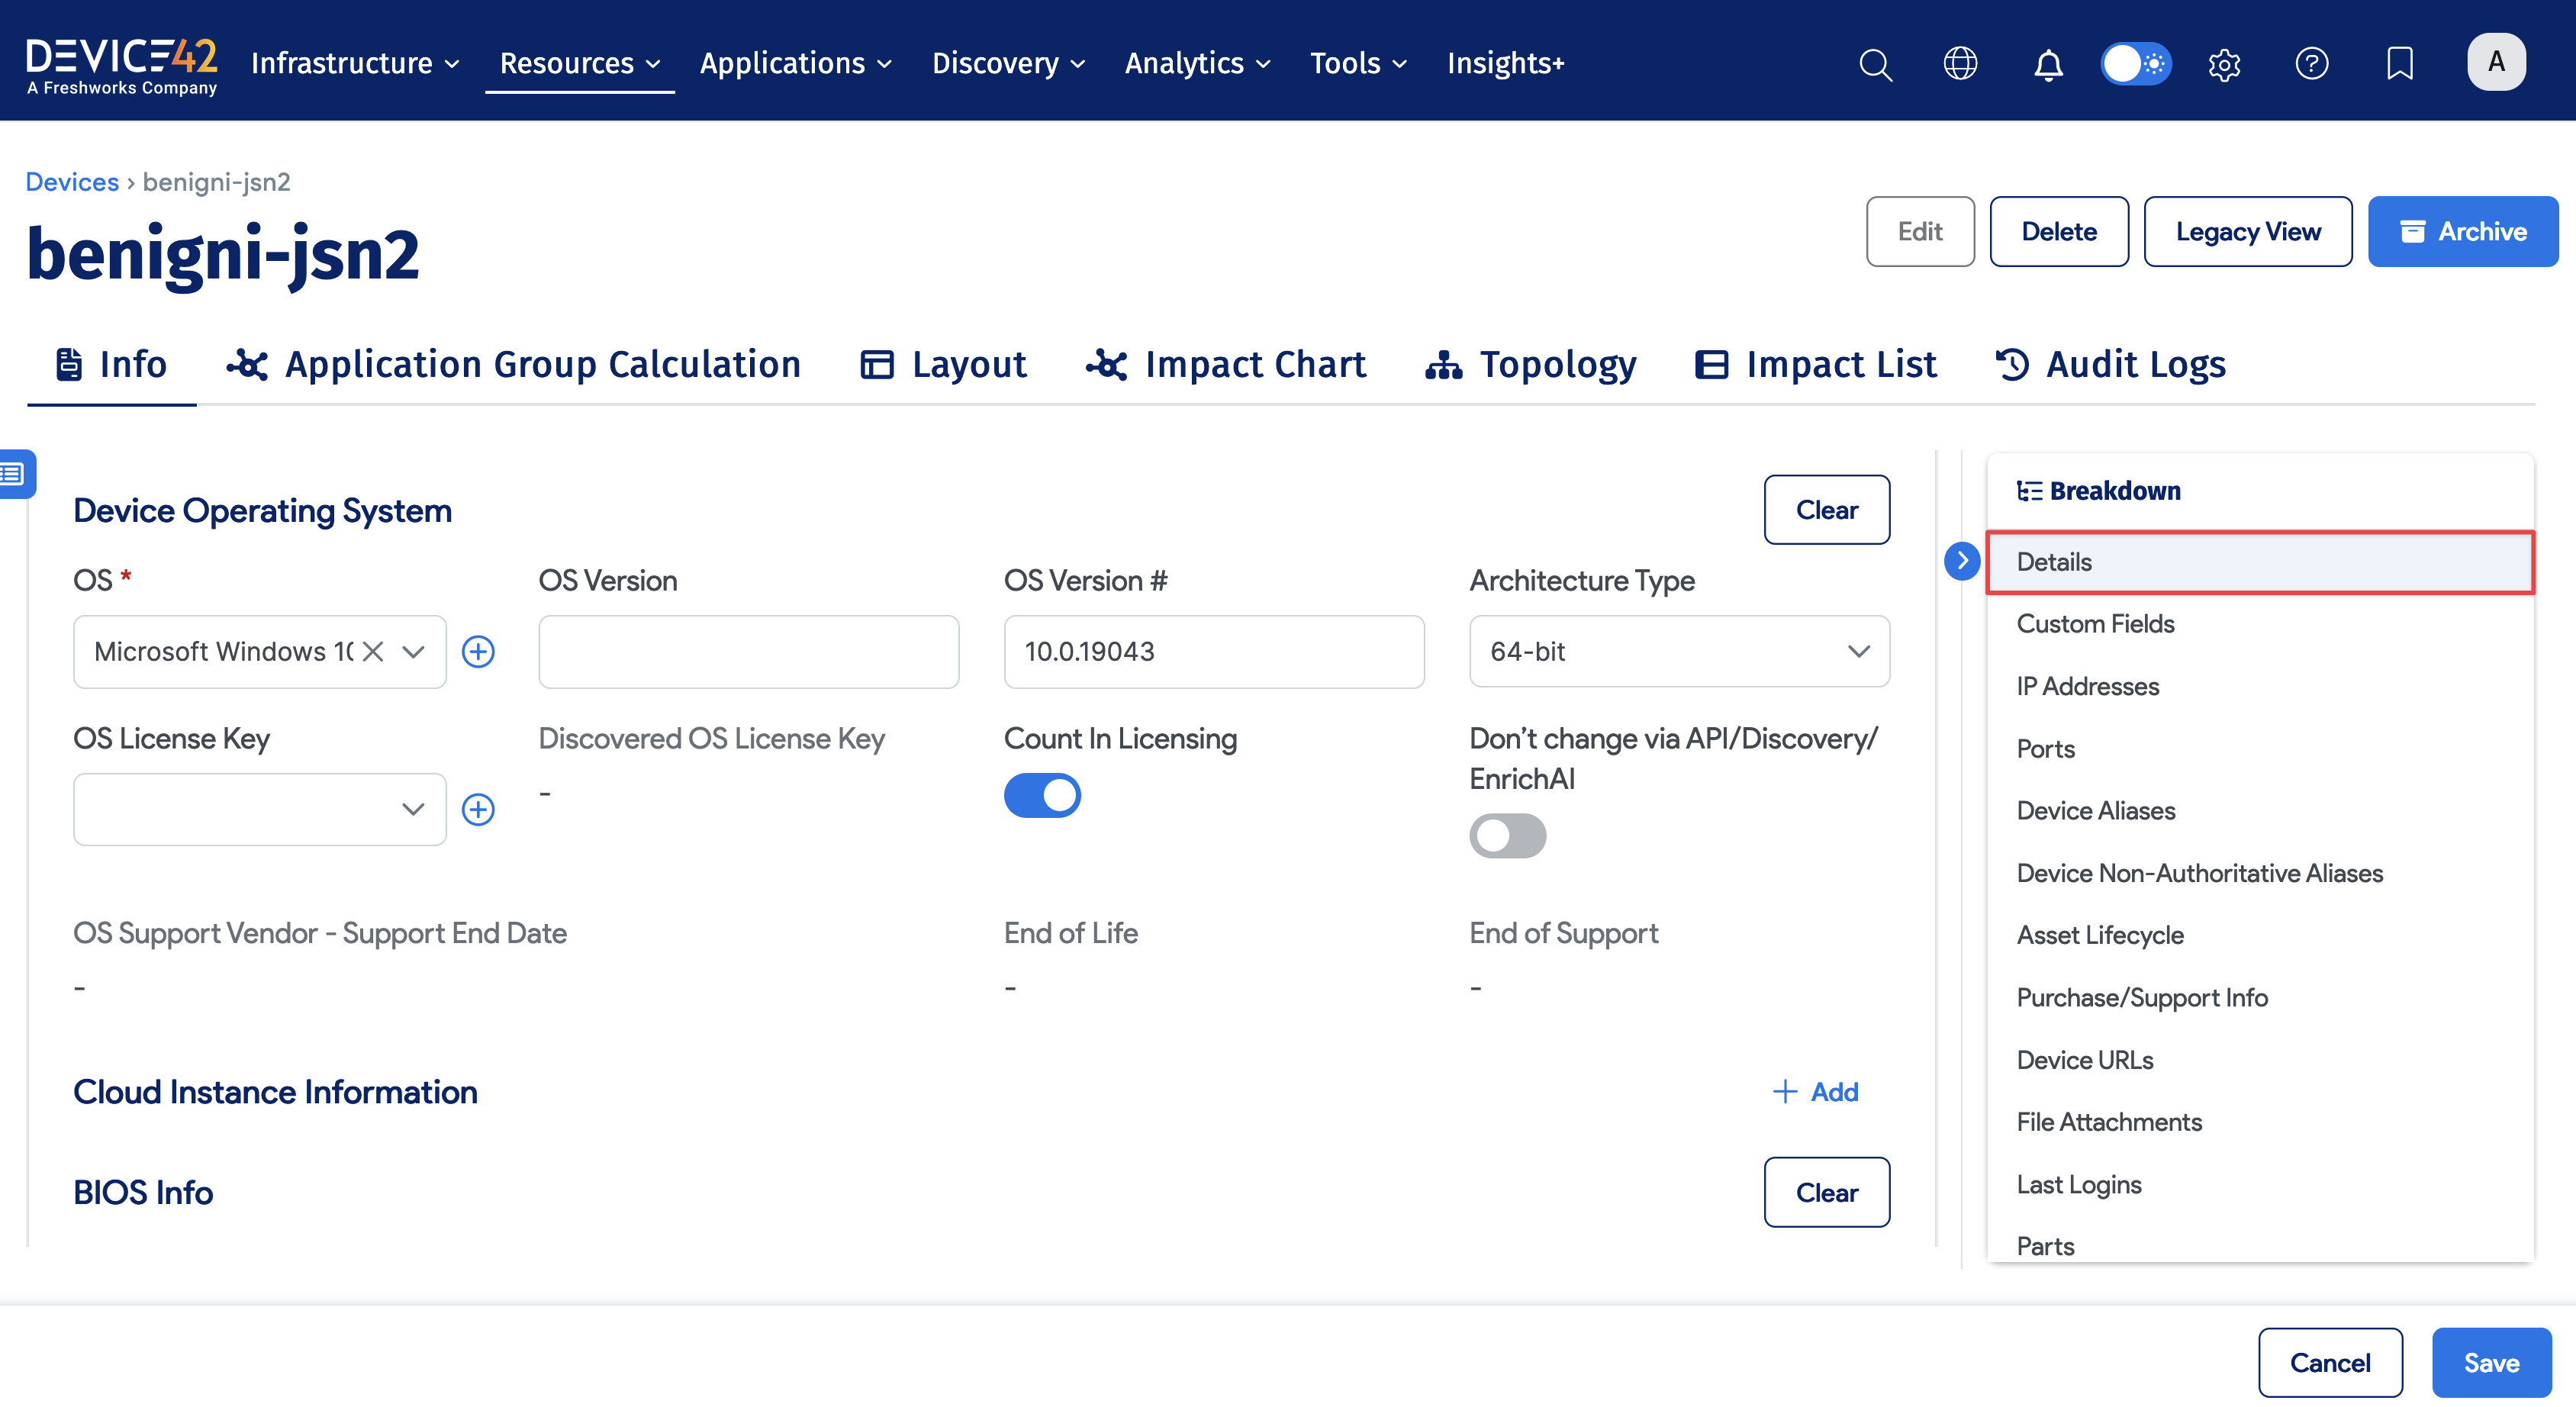 DEVICE42
A Freshworks Company
Infrastructure
Resources
Applications
Discovery
Analytics
Tools
Insights+
A
Devices › benigni-jsn2
benigni-jsn2
Edit
Delete
Legacy View
Archive
Info
Application Group Calculation
Layout
Impact Chart
Topology
Impact List
Audit Logs
Device Operating System
Clear
OS *
OS Version
OS Version #
Architecture Type
Microsoft Windows 10
10.0.19043
64-bit
OS License Key
Discovered OS License Key
Count In Licensing
Don’t change via API/Discovery/
EnrichAI
-
OS Support Vendor - Support End Date
End of Life
End of Support
-
-
-
Cloud Instance Information
+ Add
BIOS Info
Clear
Breakdown
Details
Custom Fields
IP Addresses
Ports
Device Aliases
Device Non-Authoritative Aliases
Asset Lifecycle
Purchase/Support Info
Device URLs
File Attachments
Last Logins
Parts
Cancel
Save